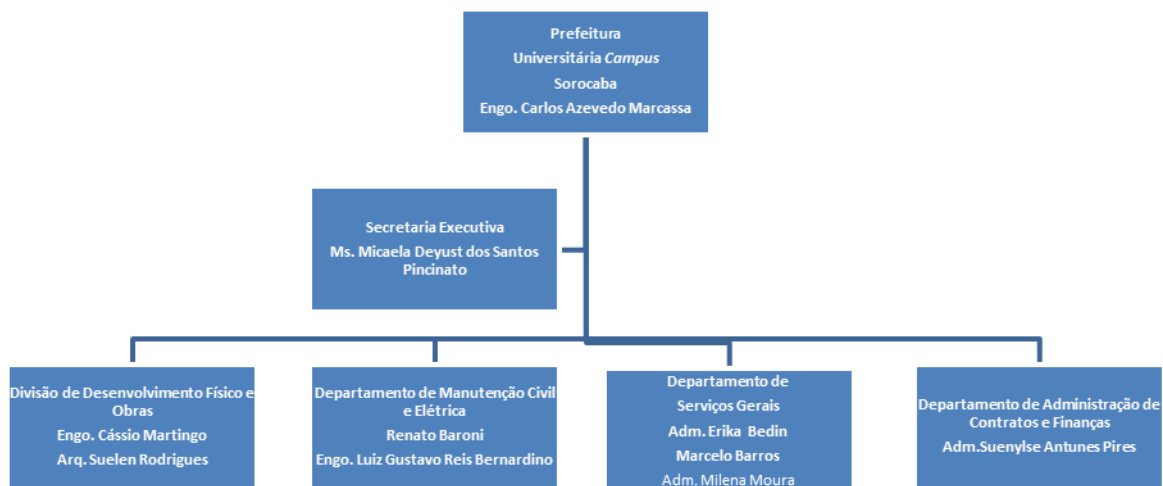 Prefeitura
Universitária Campus
Sorocaba
Engo. Carlos Azevedo Marcassa
Secretaria Executiva
Ms. Micaela Deyust dos Santos
Pincinato
Divisão de Desenvolvimento Físico e
Obras
Engo. Cássio Martingo
Arq. Suelen Rodrigues
Departamento de Manutenção Civil
e Elétrica
Renato Baroni
Engo. Luiz Gustavo Reis Bernardino
Departamento de
Serviços Gerais
Adm. Erika Bedin
Marcelo Barros
Adm. Milena Moura
Departamento de Administração de
Contratos e Finanças
Adm.Suenylse Antunes Pires